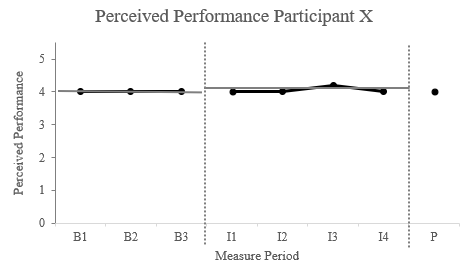 Perceived Performance Participant X
Perceived Performance
5
4
3
2
1
0
B1 B2 B3 I1 I2 I3 I4 P
Measure Period